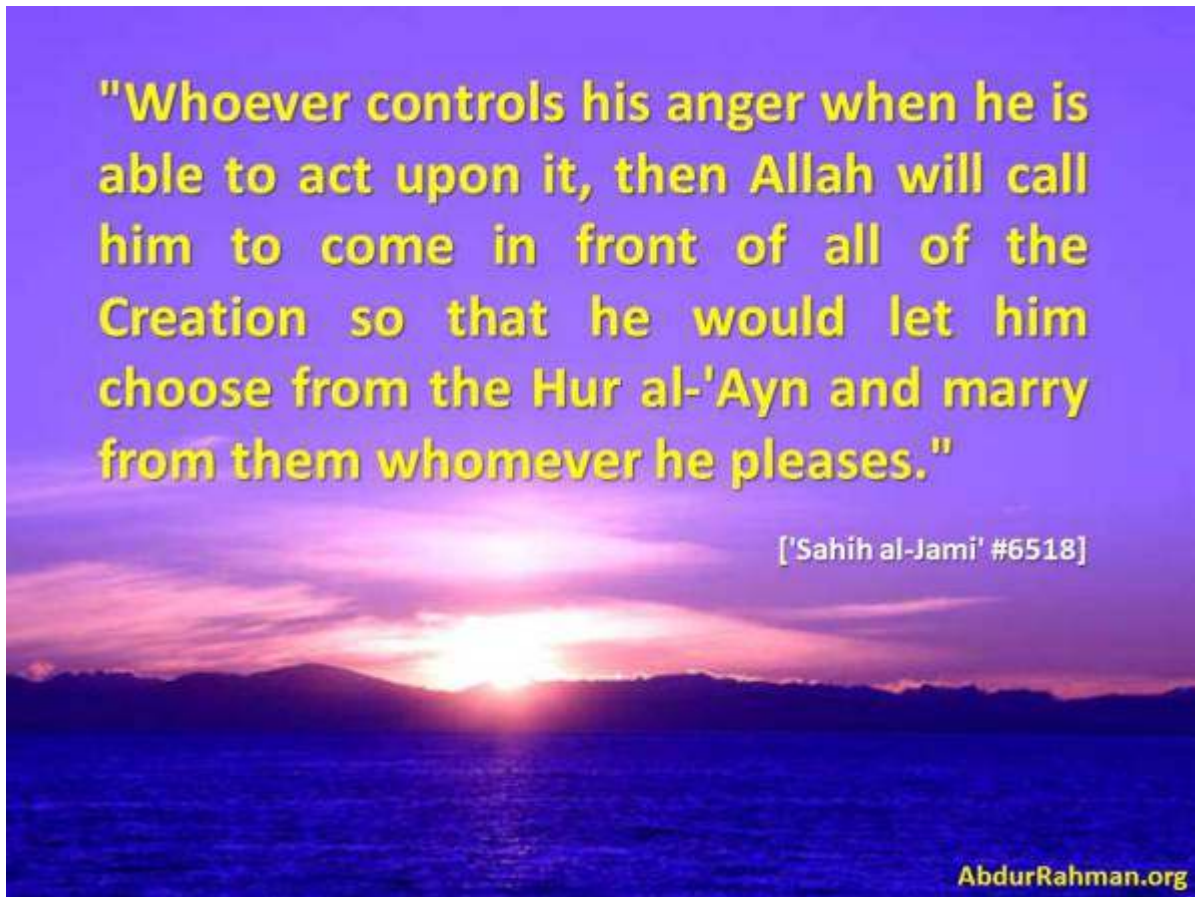 "Whoever controls his anger when he is
able to act upon it, then Allah will call
him to come in front of all of the
Creation so that he would let him
choose from the Hur al-'Ayn and marry
from them whomever he pleases."
['Sahih al-Jami' #6518]
AbdurRahman.org